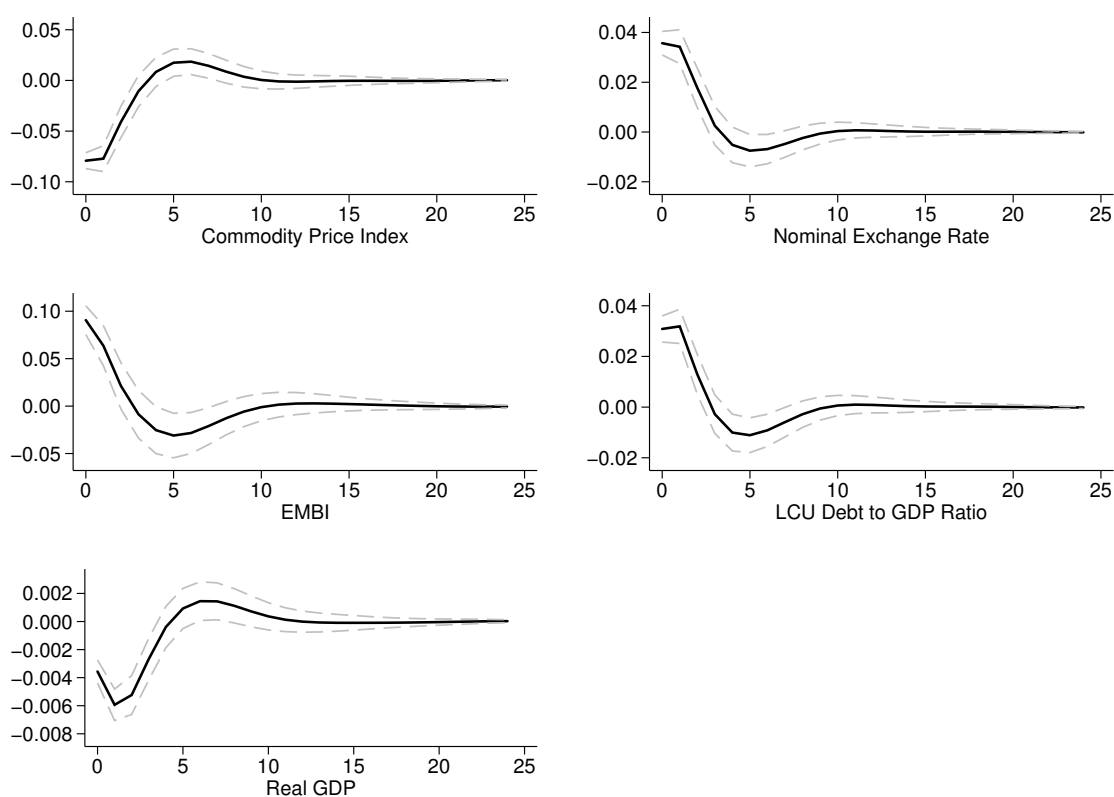 0.05
0.00
−0.05
−0.10
0 5 10 15 20 25
Commodity Price Index
0.04
0.02
0.00
−0.02
0 5 10 15 20 25
Nominal Exchange Rate
0.10
0.05
0.00
−0.05
0 5 10 15 20 25
EMBI
0.04
0.02
0.00
−0.02
0 5 10 15 20 25
LCU Debt to GDP Ratio
0.002
0.000
−0.002
−0.004
−0.006
−0.008
0 5 10 15 20 25
Real GDP